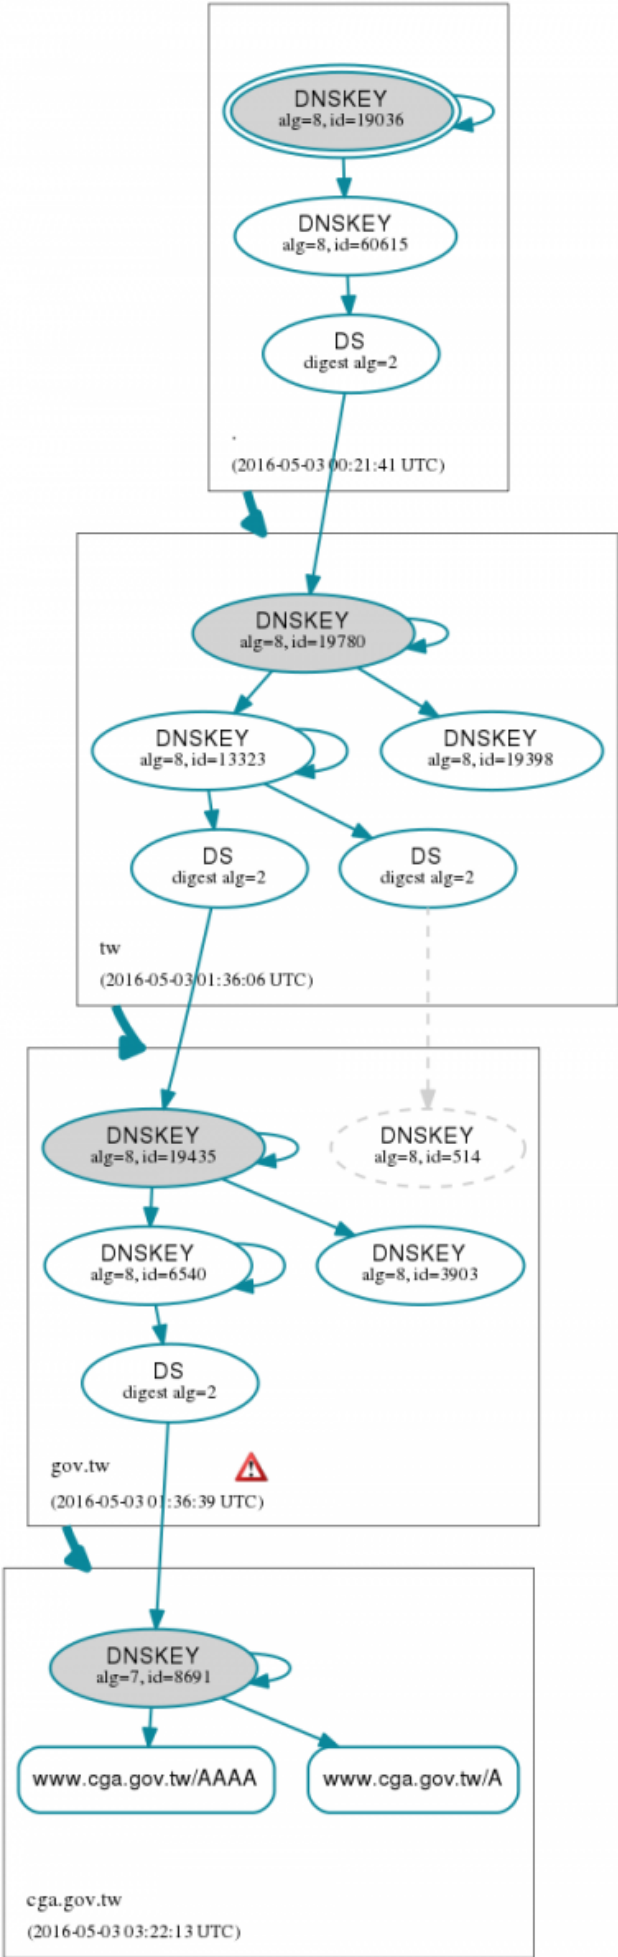 DNSKEY
alg=8, id=19036
DNSKEY
alg=8, id=60615
DS
digest alg=2
.
(2016-05-03 00:21:41 UTC)
DNSKEY
alg=8, id=19780
DNSKEY
alg=8, id=13323
DNSKEY
alg=8, id=19398
DS
digest alg=2
DS
digest alg=2
tw
(2016-05-03 01:36:06 UTC)
DNSKEY
alg=8, id=19435
DNSKEY
alg=8, id=514
DNSKEY
alg=8, id=6540
DNSKEY
alg=8, id=3903
DS
digest alg=2
gov.tw
(2016-05-03 01:36:39 UTC)
DNSKEY
alg=7, id=8691
www.cga.gov.tw/AAAA
www.cga.gov.tw/A
cga.gov.tw
(2016-05-03 03:22:13 UTC)